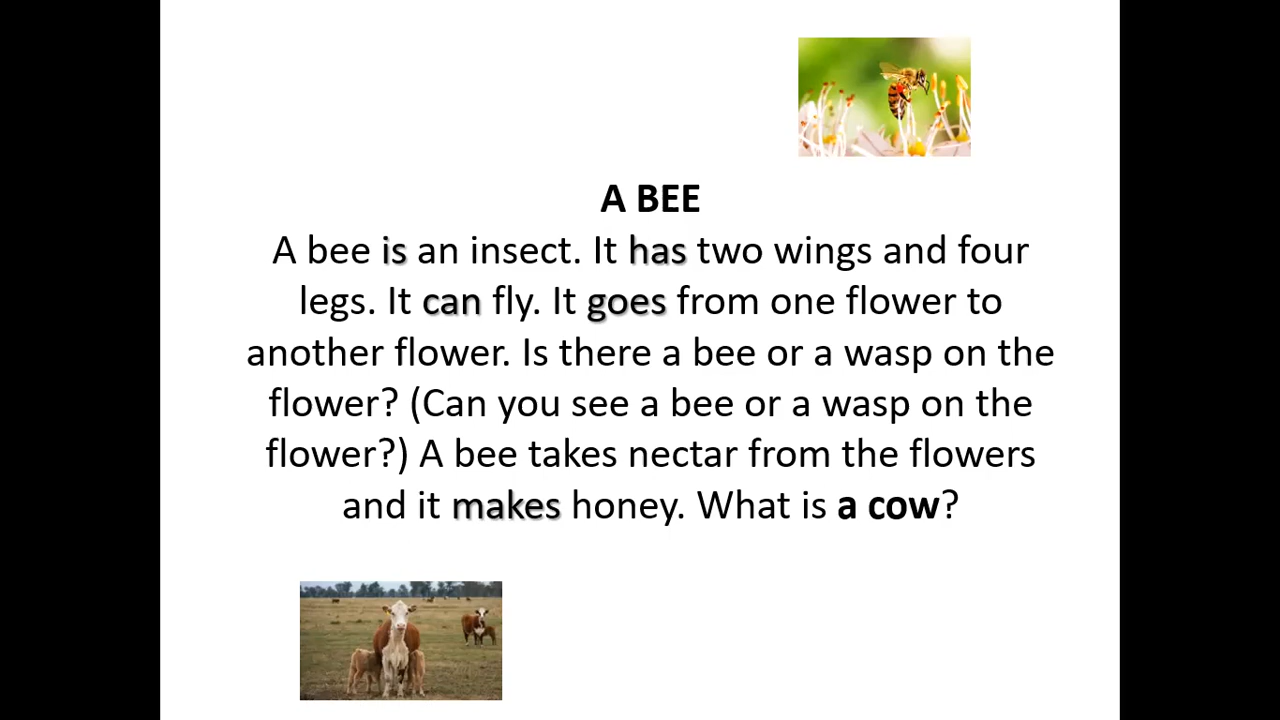 A BEE
A bee is an insect. It has two wings and four
legs. It can fly. It goes from one flower to
another flower. Is there a bee or a wasp on the
flower? (Can you see a bee or a wasp on the
flower?) A bee takes nectar from the flowers
and it makes honey. What is a cow?